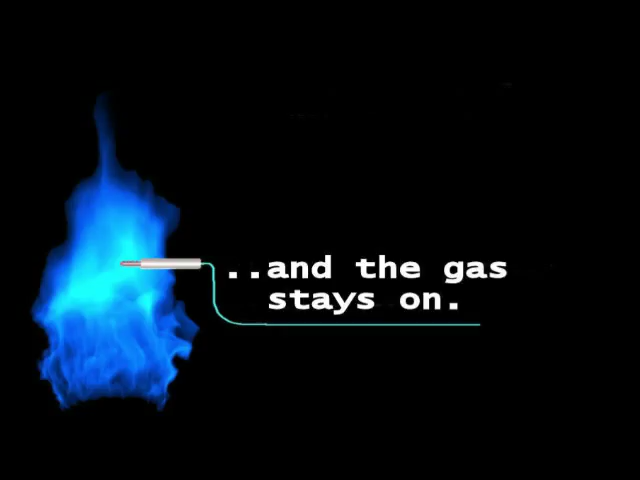 ..and the gas
stays on.